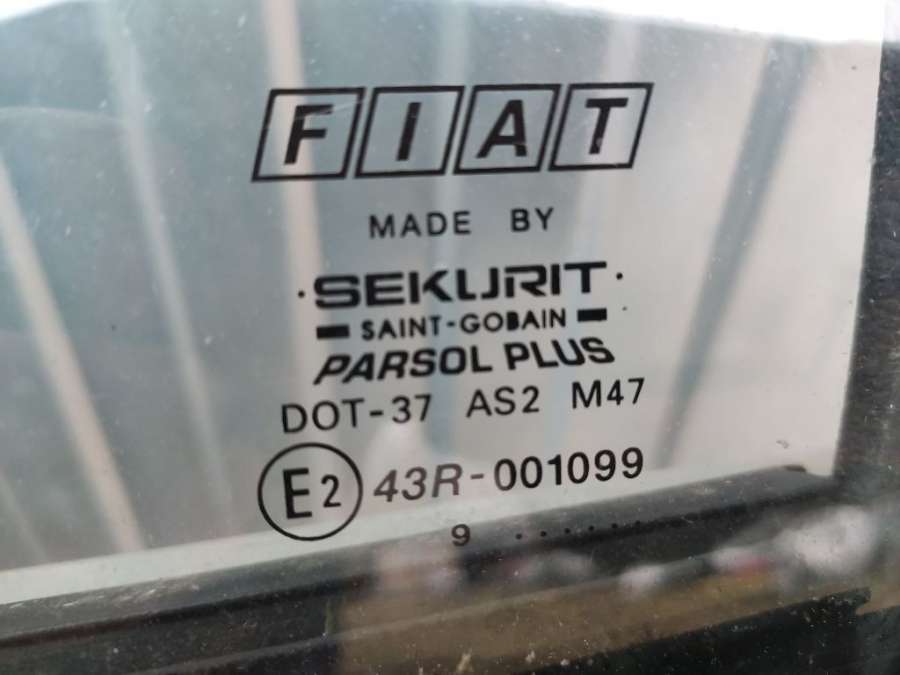 FIAT
MADE BY
·SEKURIT·
SAINT-GOBAIN
PARSOL PLUS
DOT-37 AS2 M47
E2 43R-001099
9 ......